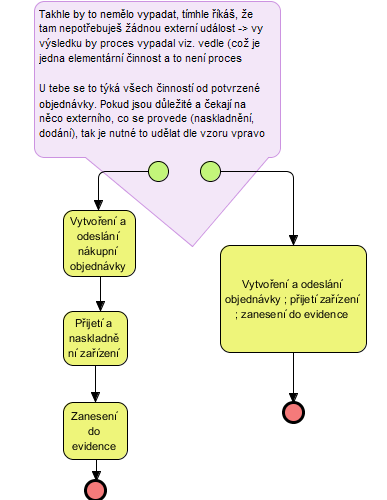 Takhle by to nemělo vypadat, tímhle říkáš, že
tam nepotřebuješ žádnou externí událost -> vy
výsledku by proces vypadal viz. vedle (což je
jedna elementární činnost a to není proces
U tebe se to týká všech činností od potvrzené
objednávky. Pokud jsou důležité a čekají na
něco externího, co se provede (naskladnění,
dodání), tak je nutné to udělat dle vzoru vpravo
Vytvoření a
odeslání
nákupní
objednávky
Přijetí a
naskladně
ní zařízení
Zanesení
do
evidence
Vytvoření a odeslání
objednávky ; přijetí zařízení
; zanesení do evidence